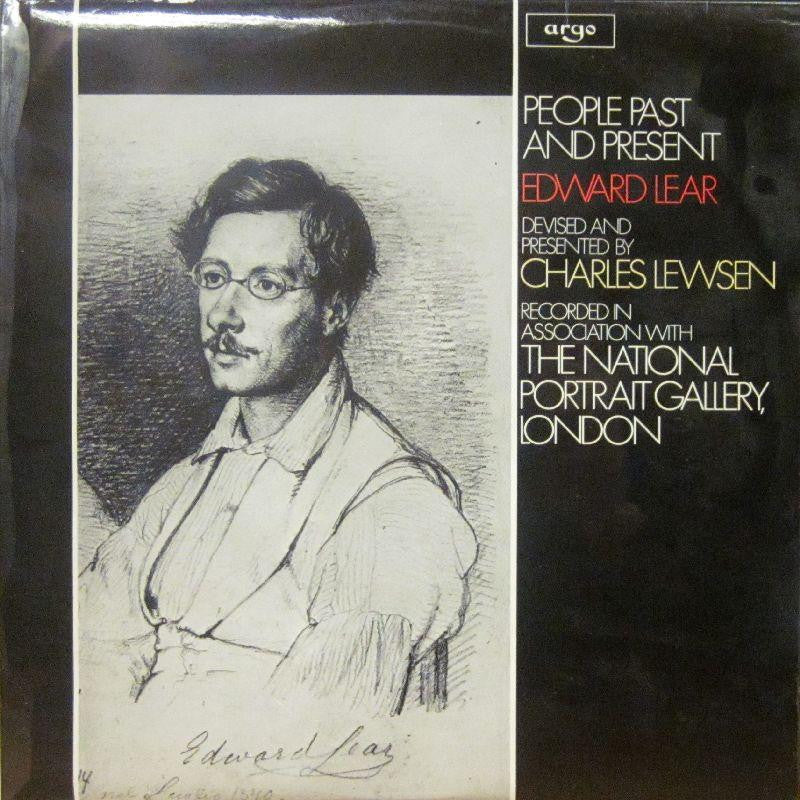 argo
PEOPLE PAST
AND PRESENT
EDWARD LEAR
DEVISED AND
PRESENTED BY
CHARLES LEWSEN
RECORDED IN
ASSOCIATION WITH
THE NATIONAL
PORTRAIT GALLERY,
LONDON
Edward Lear
14